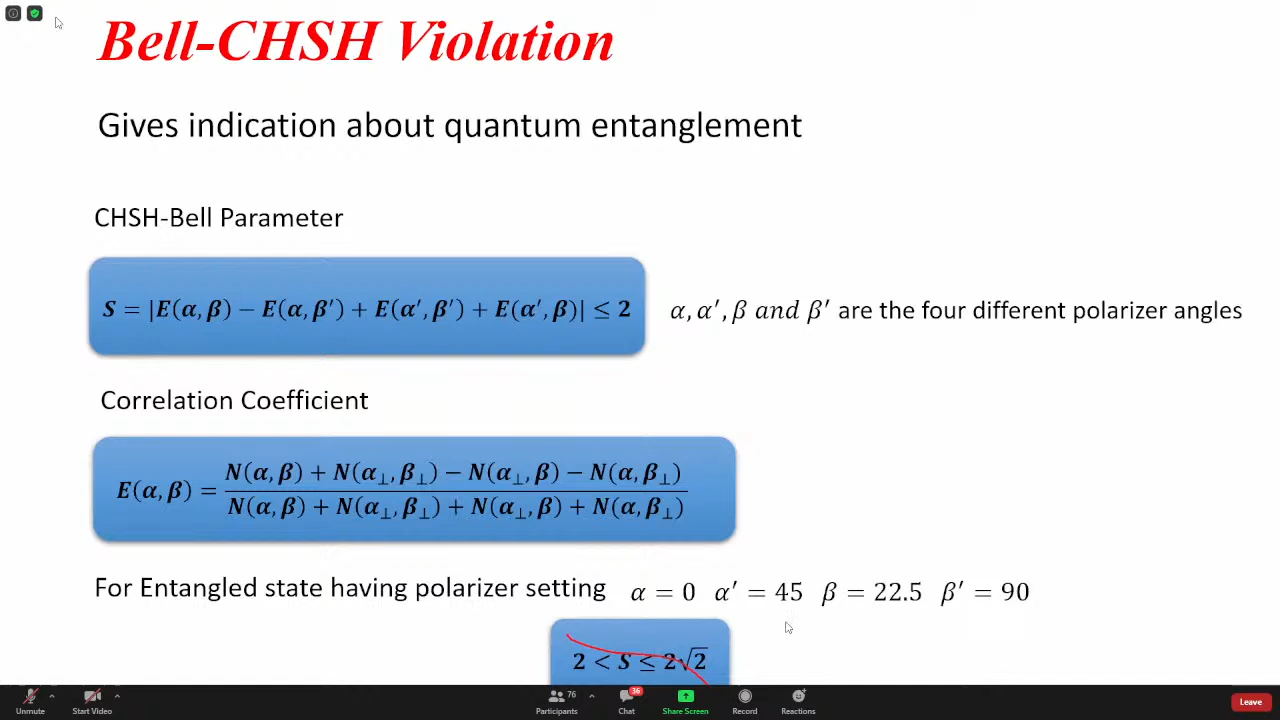 Bell-CHSH Violation
Gives indication about quantum entanglement
CHSH-Bell Parameter
S = |E(α, β) − E(α, β′) + E(α′, β′) + E(α′, β)| ≤ 2
α, α′, β and β′ are the four different polarizer angles
Correlation Coefficient
E(α, β) = N(α, β) + N(α⊥, β⊥) − N(α⊥, β) − N(α, β⊥)
N(α, β) + N(α⊥, β⊥) + N(α⊥, β) + N(α, β⊥)
For Entangled state having polarizer setting α = 0 α′ = 45 β = 22.5 β′ = 90
2 < S ≤ 2√2
76
36
Unmute
Start Video
Participants
Chat
Share Screen
Record
Reactions
Leave